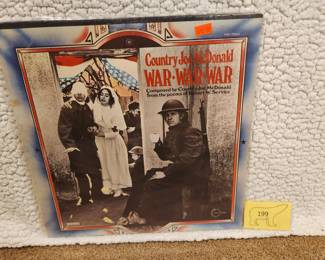 Country Joe McDonald
WAR·WAR·WAR
Composed by Country Joe McDonald
from the poems of Robert W. Service
199